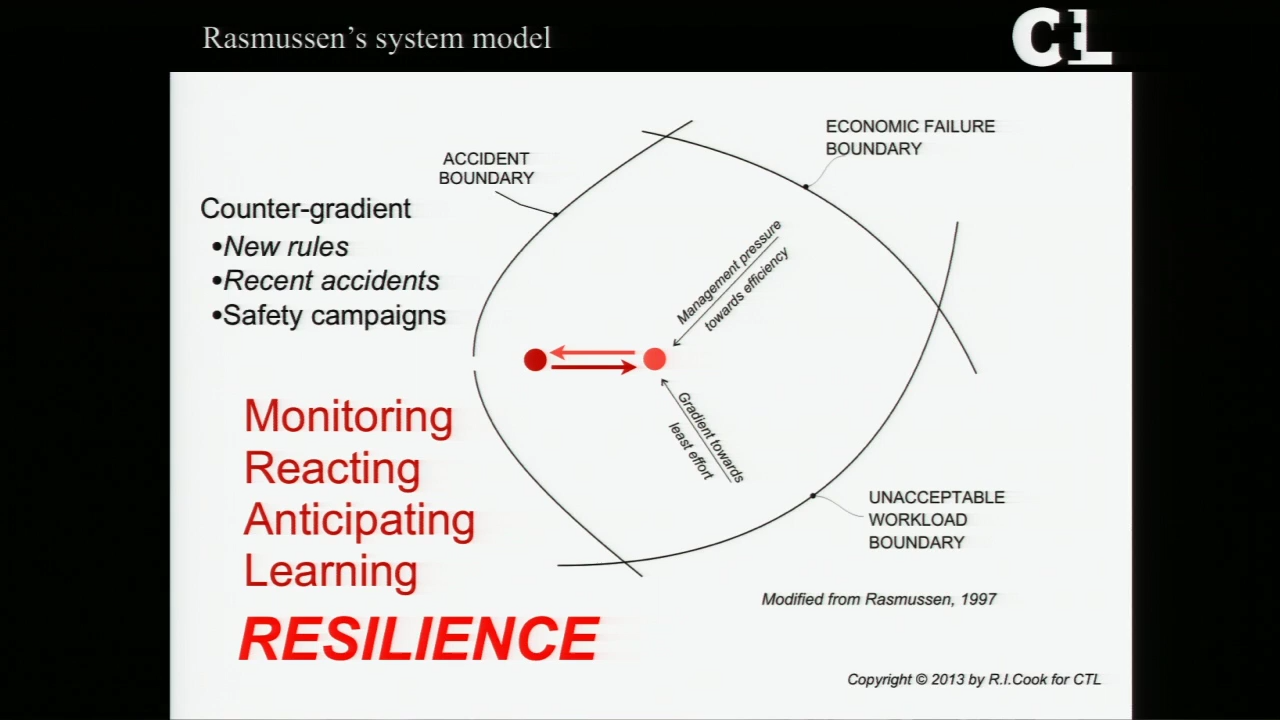 Rasmussen's system model
CtL
ACCIDENT
BOUNDARY
ECONOMIC FAILURE
BOUNDARY
Counter-gradient
•New rules
•Recent accidents
•Safety campaigns
Management pressure
towards efficiency
Gradient towards
least effort
Monitoring
Reacting
Anticipating
Learning
RESILIENCE
UNACCEPTABLE
WORKLOAD
BOUNDARY
Modified from Rasmussen, 1997
Copyright © 2013 by R.I.Cook for CTL